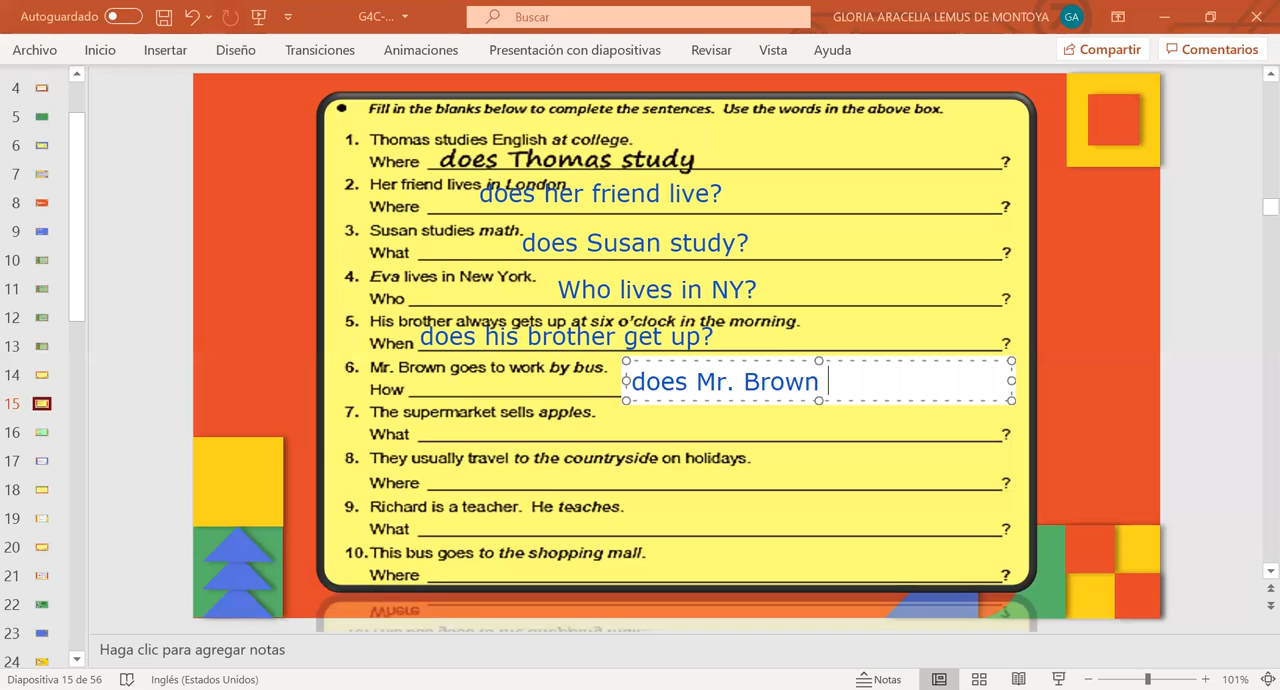 Autoguardado G4C-... Buscar GLORIA ARACELIA LEMUS DE MONTOYA GA
Archivo Inicio Insertar Diseño Transiciones Animaciones Presentación con diapositivas Revisar Vista Ayuda Compartir Comentarios
4
5
6
7
8
9
10
11
12
13
14
15
16
17
18
19
20
21
22
23
24
• Fill in the blanks below to complete the sentences. Use the words in the above box.
1. Thomas studies English at college.
Where does Thomas study ?
2. Her friend lives in London
does her friend live?
Where ?
3. Susan studies math.
does Susan study?
What ?
4. Eva lives in New York.
Who lives in NY?
Who ?
5. His brother always gets up at six o'clock in the morning.
does his brother get up?
When ?
6. Mr. Brown goes to work by bus.
does Mr. Brown
How
7. The supermarket sells apples.
What ?
8. They usually travel to the countryside on holidays.
Where ?
9. Richard is a teacher. He teaches.
What ?
10. This bus goes to the shopping mall.
Where ?
Where ?
Haga clic para agregar notas
Diapositiva 15 de 56 Inglés (Estados Unidos) Notas 101%